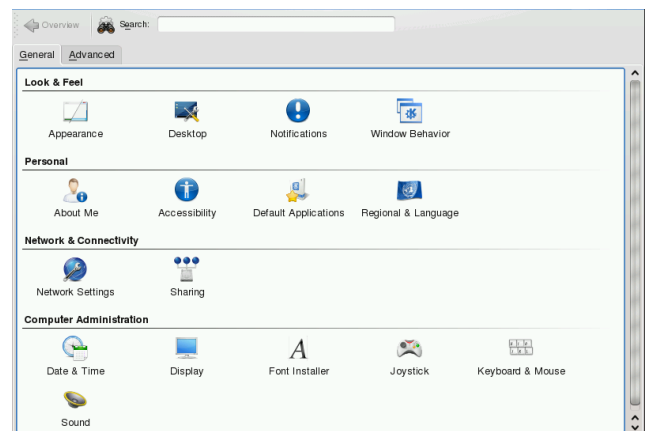 Overview Search:
General Advanced
Look & Feel
Appearance Desktop Notifications Window Behavior
Personal
About Me Accessibility Default Applications Regional & Language
Network & Connectivity
Network Settings Sharing
Computer Administration
Date & Time Display Font Installer Joystick Keyboard & Mouse
Sound